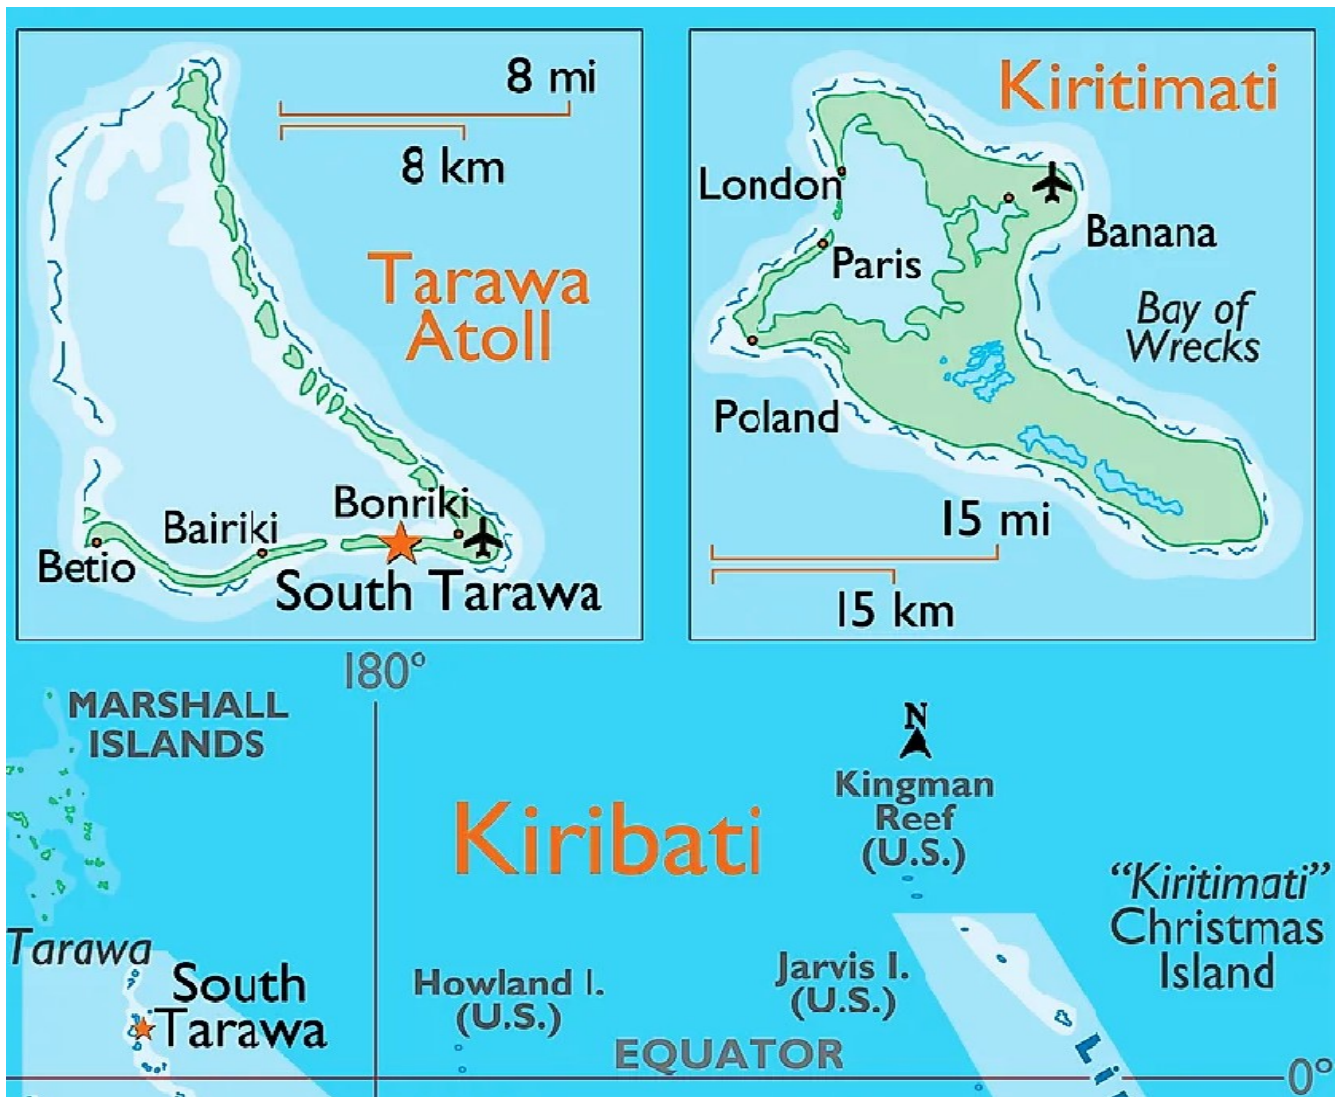 8 mi
8 km
Tarawa
Atoll
Bonriki
Bairiki
Betio
South Tarawa
Kiritimati
London
Banana
Paris
Bay of
Wrecks
Poland
15 mi
15 km
180°
MARSHALL
ISLANDS
N
Kingman
Reef
(U.S.)
Kiribati
"Kiritimati"
Christmas
Island
Tarawa
South
Tarawa
Howland I.
(U.S.)
Jarvis I.
(U.S.)
EQUATOR
0°